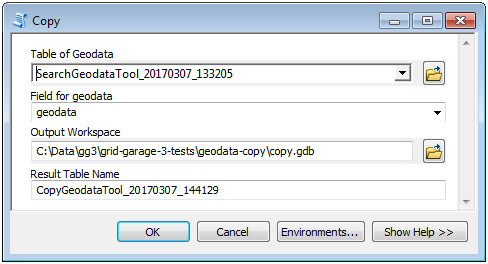 Copy
Table of Geodata
SearchGeodataTool_20170307_133205
Field for geodata
geodata
Output Workspace
C:\Data\gg3\grid-garage-3-tests\geodata-copy\copy.gdb
Result Table Name
CopyGeodataTool_20170307_144129
OK Cancel Environments... Show Help >>